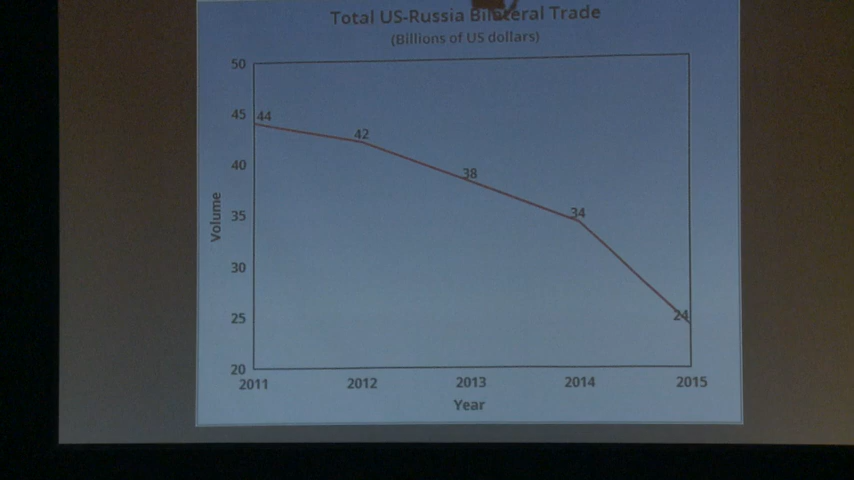 Total US-Russia Bilateral Trade
(Billions of US dollars)
50
45
44
42
40
38
35
34
30
25
24
20
2011 2012 2013 2014 2015
Volume
Year